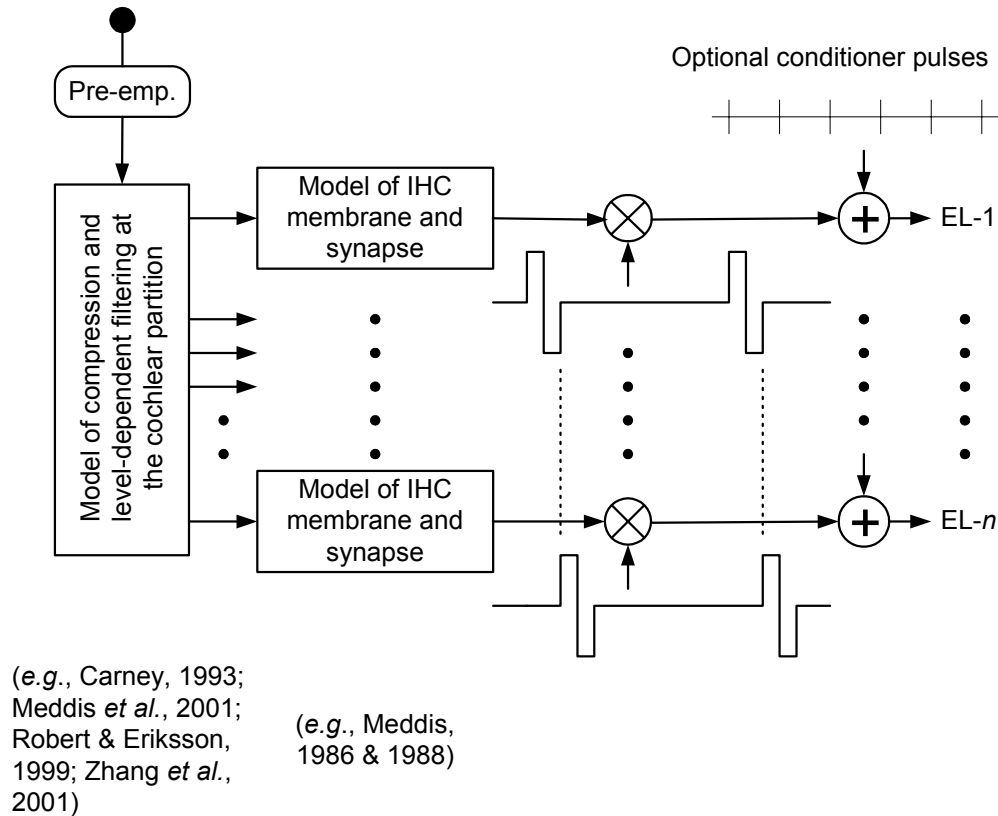 Optional conditioner pulses
Pre-emp.
Model of compression and
level-dependent filtering at
the cochlear partition
Model of IHC
membrane and
synapse
EL-1
Model of IHC
membrane and
synapse
EL-n
(e.g., Carney, 1993;
Meddis et al., 2001;
Robert & Eriksson,
1999; Zhang et al.,
2001)
(e.g., Meddis,
1986 & 1988)